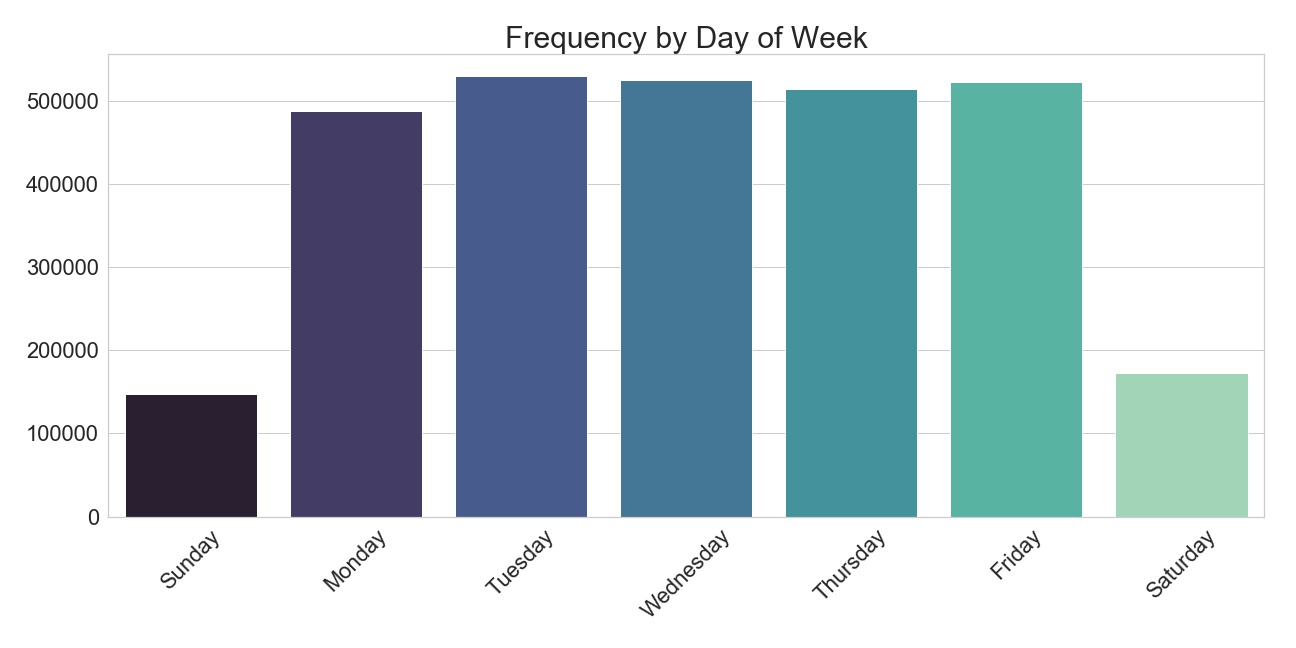 Frequency by Day of Week
500000
400000
300000
200000
100000
0
Sunday
Monday
Tuesday
Wednesday
Thursday
Friday
Saturday